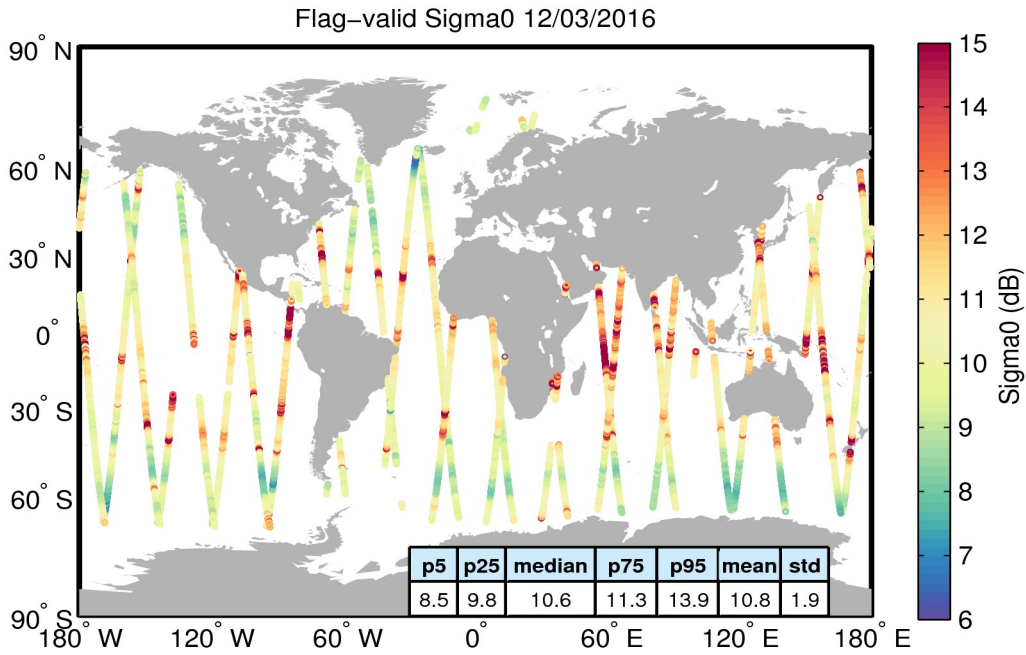 Flag−valid Sigma0 12/03/2016
90° N
60° N
30° N
0°
30° S
60° S
90° S
180° W
120° W
60° W
0°
60° E
120° E
180° E
15
14
13
12
11
10
9
8
7
6
Sigma0 (dB)
p5 p25 median p75 p95 mean std
8.5 9.8 10.6 11.3 13.9 10.8 1.9